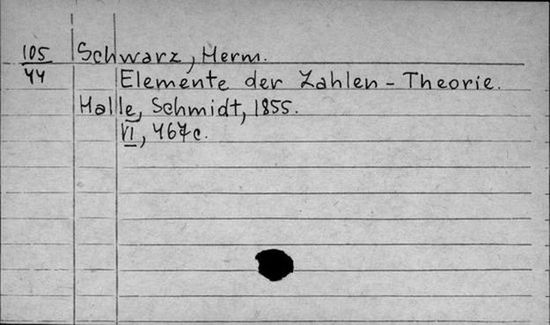 105 Schwarz, Herm.
44 Elemente der Zahlen-Theorie.
Halle, Schmidt, 1855.
VI, 467 c.